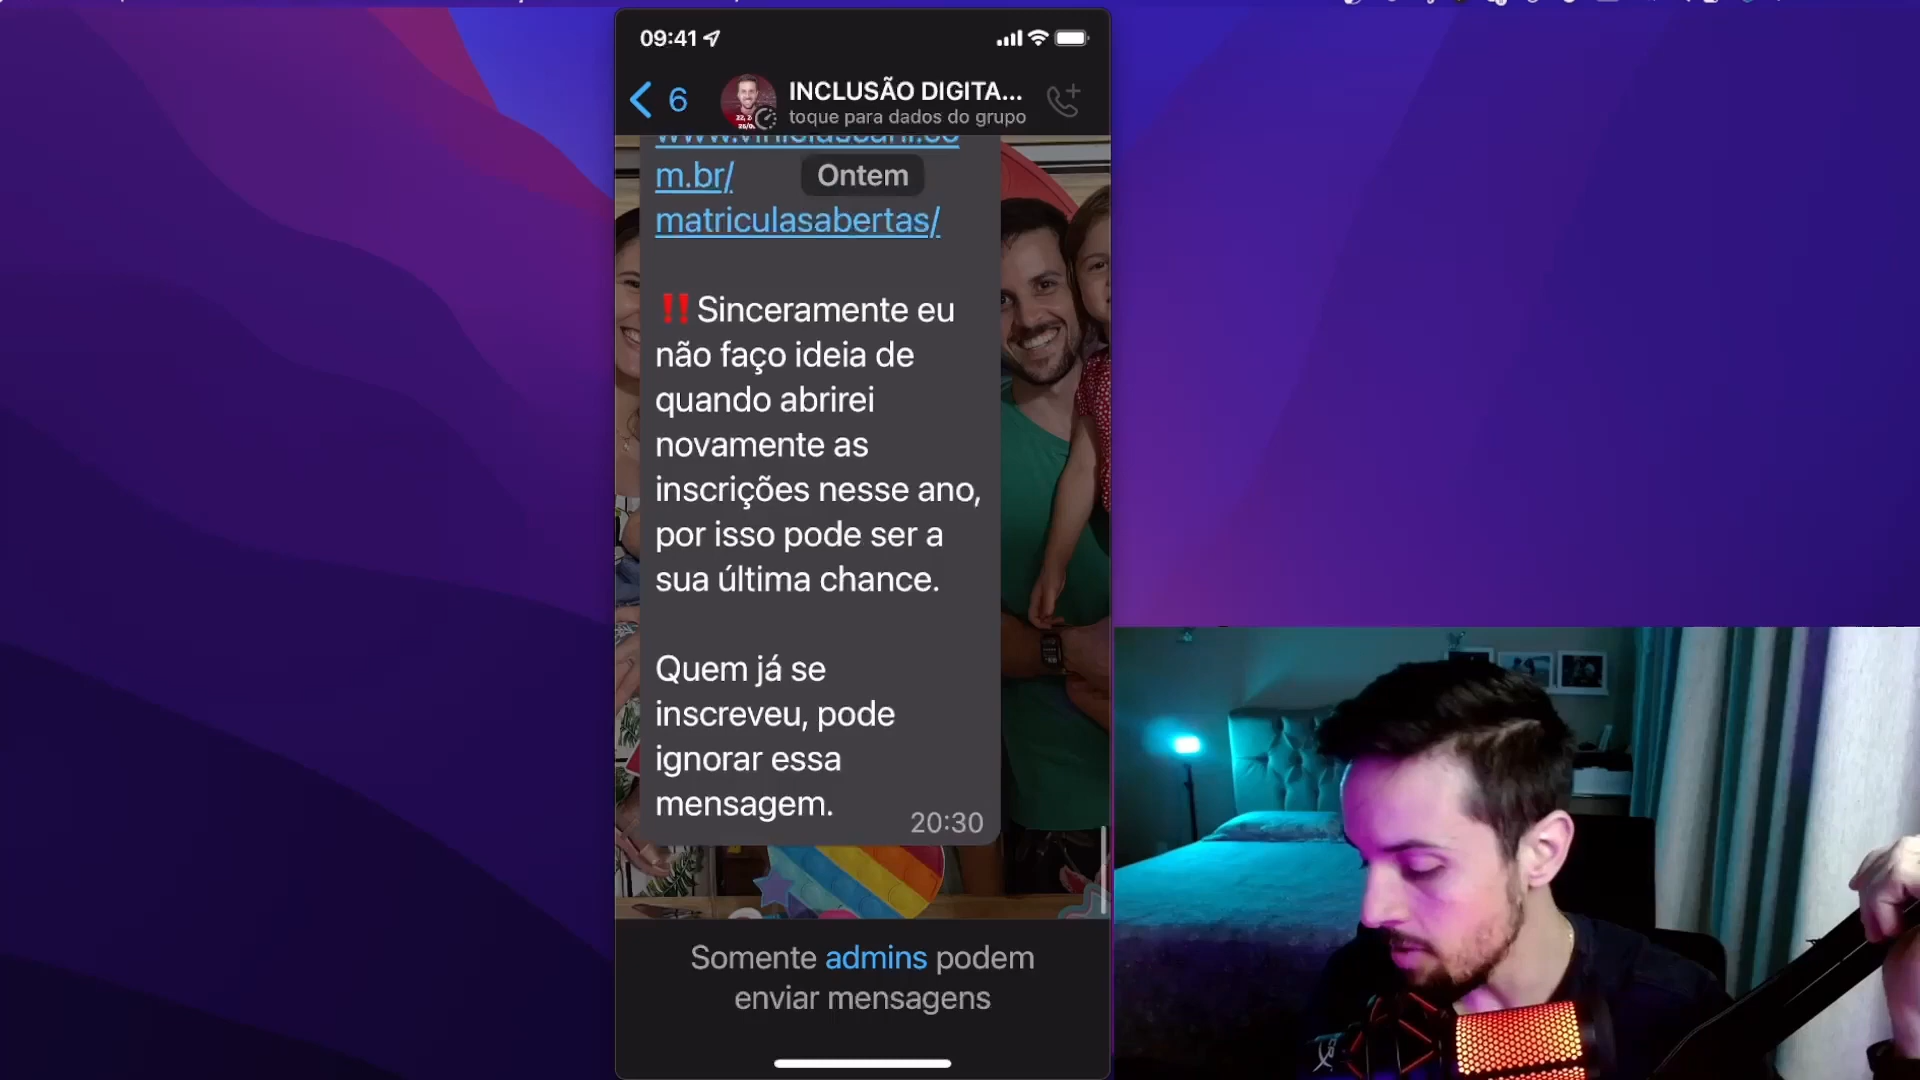 09:41
6
INCLUSÃO DIGITA...
toque para dados do grupo
m.br/
Ontem
matriculasabertas/
‼️Sinceramente eu
não faço ideia de
quando abrirei
novamente as
inscrições nesse ano,
por isso pode ser a
sua última chance.
Quem já se
inscreveu, pode
ignorar essa
mensagem.
20:30
Somente admins podem
enviar mensagens